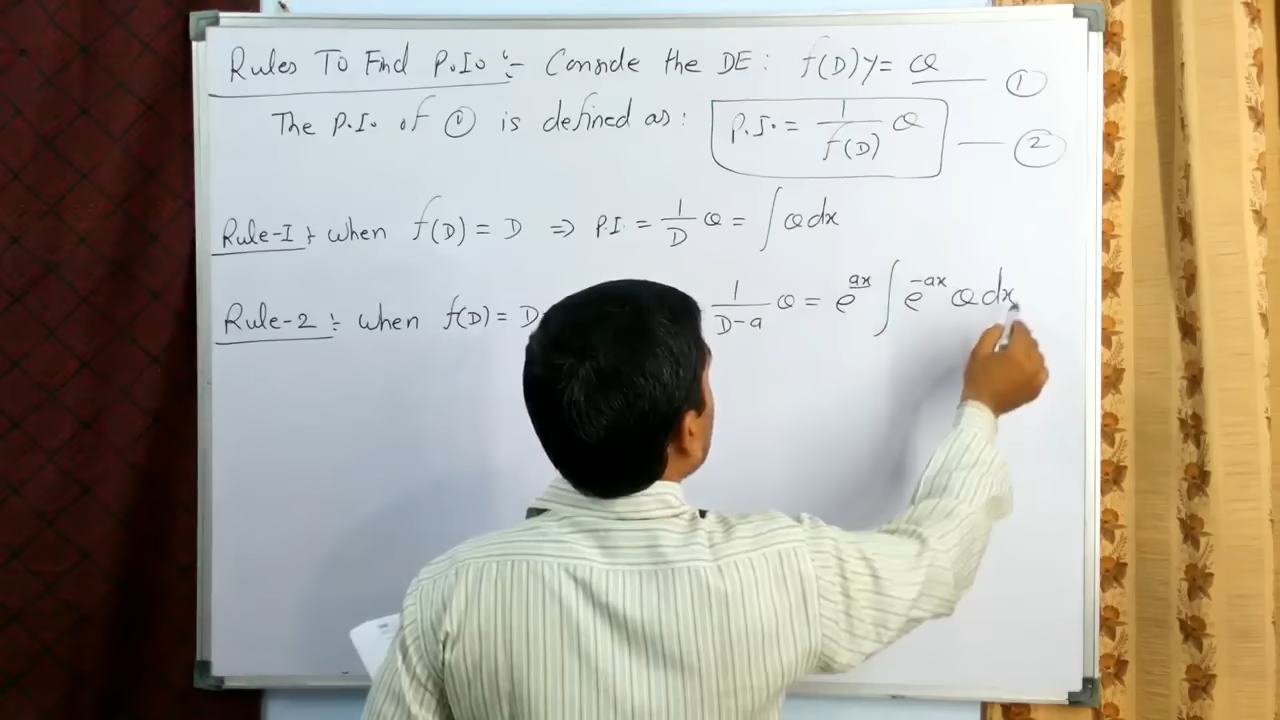 Rules To Find P.I. :- Conside the DE: f(D)y = Q —— ①
The P.I. of ① is defined as: P.I. = 1/f(D) Q —— ②
Rule-I :- when f(D) = D ⇒ P.I. = 1/D Q = ∫ Q dx
Rule-2 :- when f(D) = D 1/(D-a) Q = e^{ax} ∫ e^{-ax} Q dx